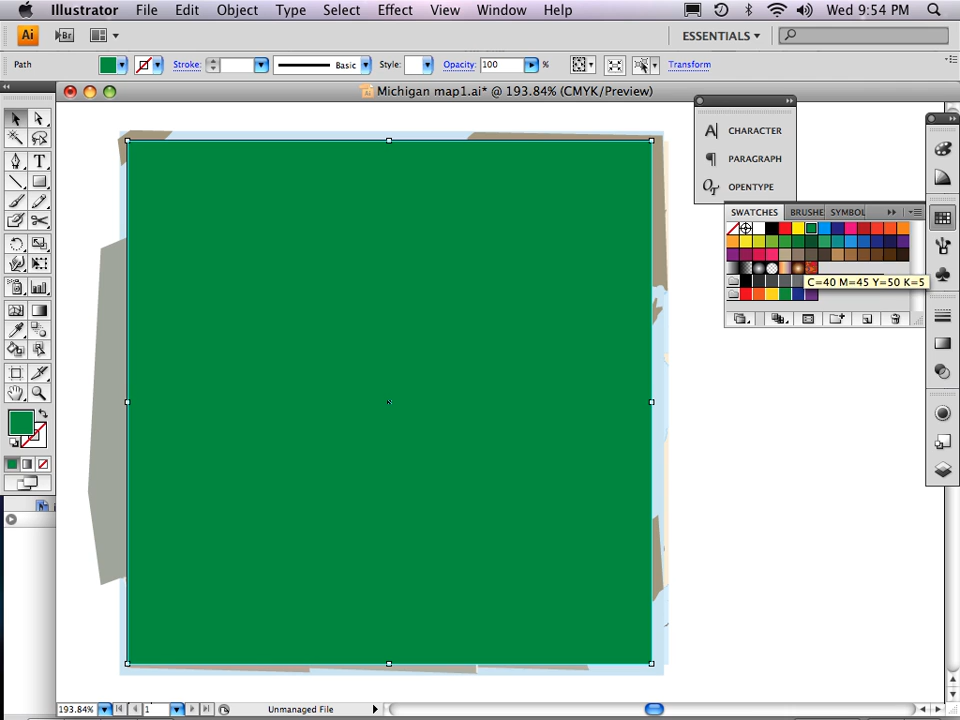 Illustrator File Edit Object Type Select Effect View Window Help Wed 9:54 PM
Ai Br ESSENTIALS
Path Stroke: Basic Style: Opacity: 100 % Transform
Michigan map1.ai* @ 193.84% (CMYK/Preview)
A CHARACTER
PARAGRAPH
OPENTYPE
SWATCHES BRUSHE SYMBOL
C=40 M=45 Y=50 K=5
193.84% 1 Unmanaged File